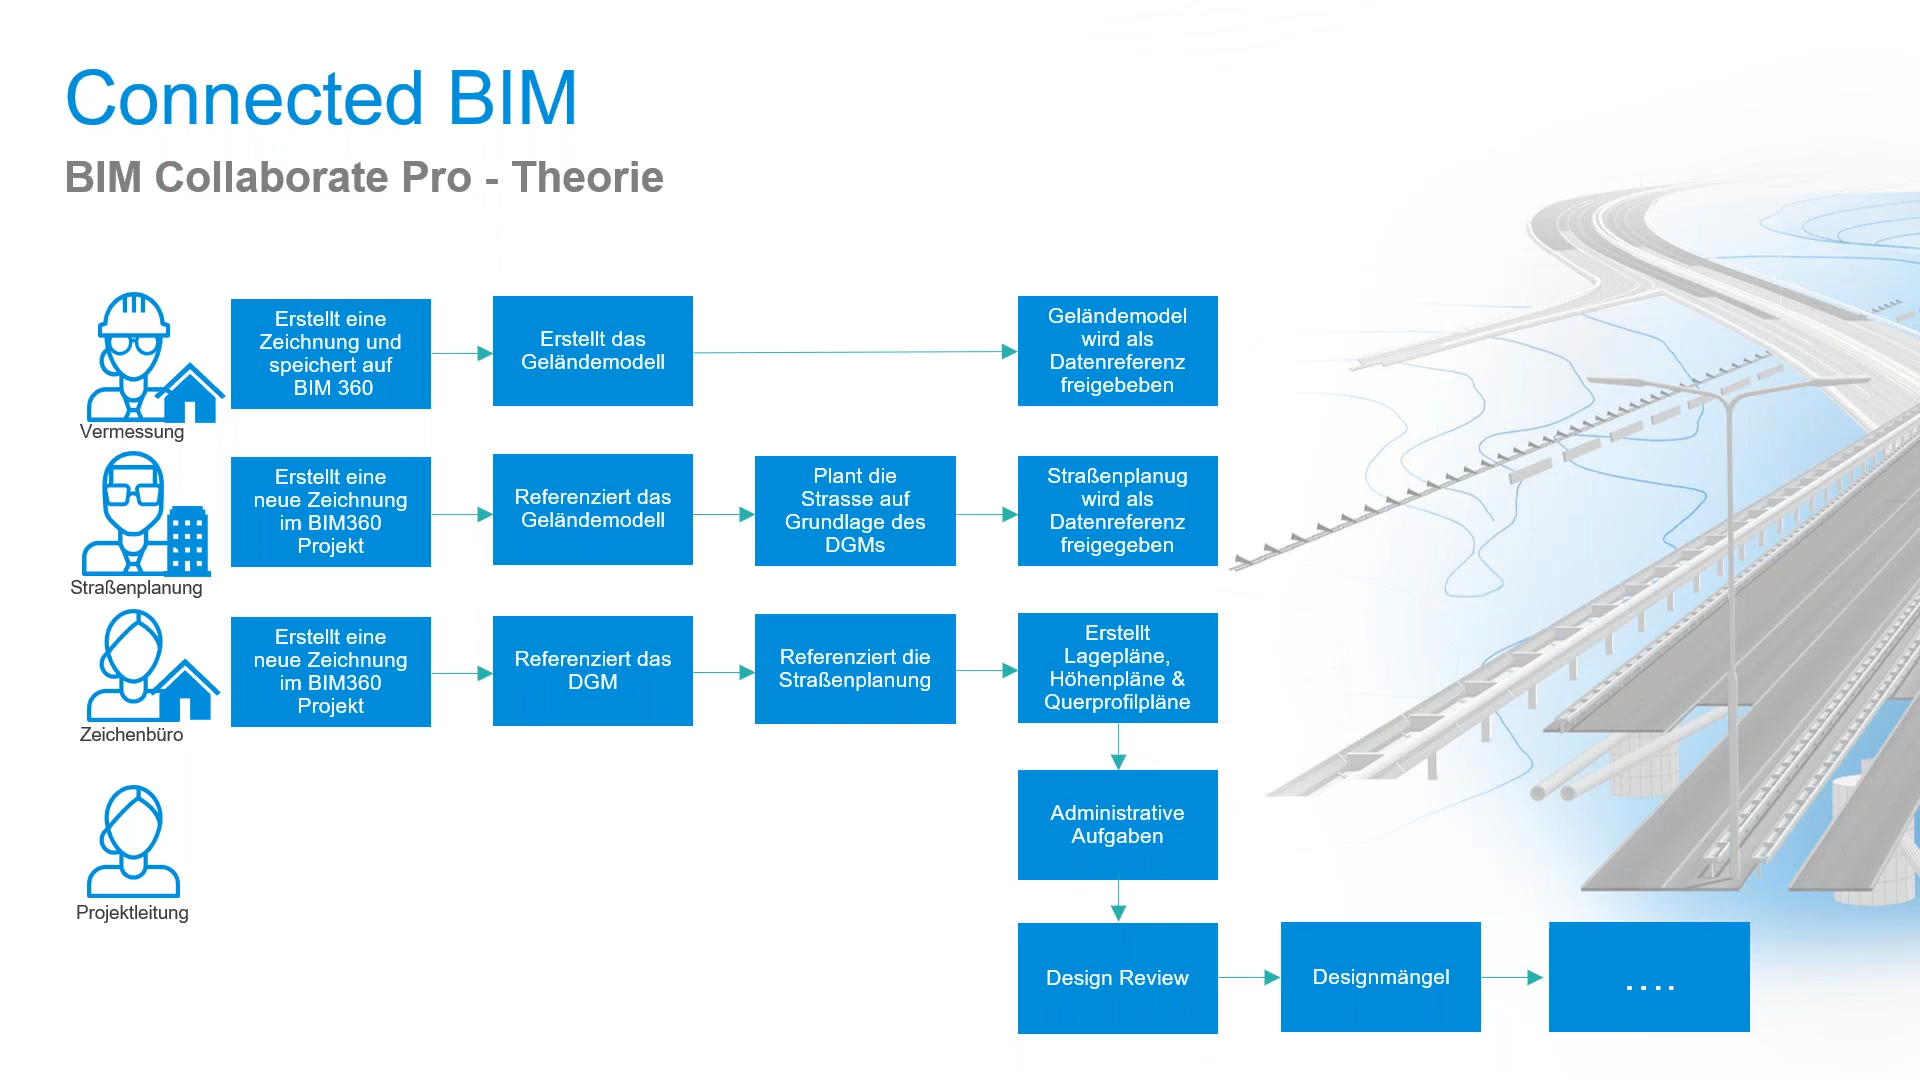 Connected BIM
BIM Collaborate Pro - Theorie
Erstellt eine
Zeichnung und
speichert auf
BIM 360
Erstellt das
Geländemodell
Geländemodel
wird als
Datenreferenz
freigebeben
Vermessung
Erstellt eine
neue Zeichnung
im BIM360
Projekt
Referenziert das
Geländemodell
Plant die
Strasse auf
Grundlage des
DGMs
Straßenplanug
wird als
Datenreferenz
freigegeben
Straßenplanung
Erstellt eine
neue Zeichnung
im BIM360
Projekt
Referenziert das
DGM
Referenziert die
Straßenplanung
Erstellt
Lagepläne,
Höhenpläne &
Querprofilpläne
Zeichenbüro
Administrative
Aufgaben
Projektleitung
Design Review
Designmängel
. . . .